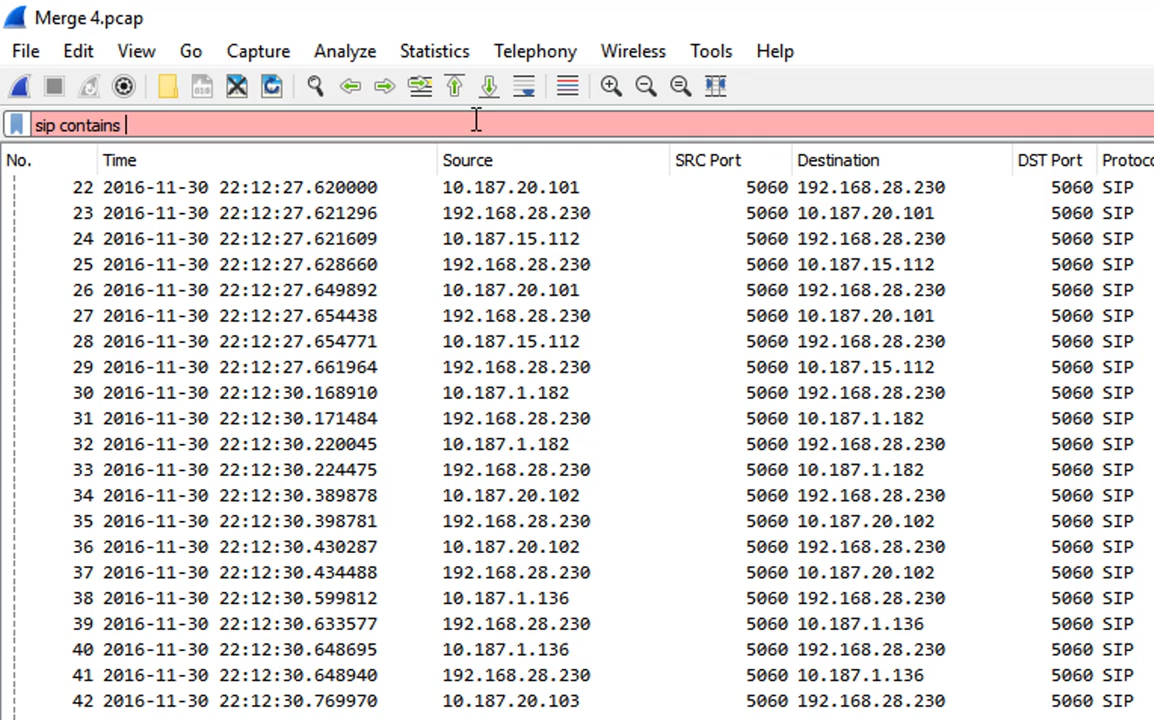 Merge 4.pcap
File Edit View Go Capture Analyze Statistics Telephony Wireless Tools Help
sip contains
No. Time Source SRC Port Destination DST Port Protoco
22 2016-11-30 22:12:27.620000 10.187.20.101 5060 192.168.28.230 5060 SIP
23 2016-11-30 22:12:27.621296 192.168.28.230 5060 10.187.20.101 5060 SIP
24 2016-11-30 22:12:27.621609 10.187.15.112 5060 192.168.28.230 5060 SIP
25 2016-11-30 22:12:27.628660 192.168.28.230 5060 10.187.15.112 5060 SIP
26 2016-11-30 22:12:27.649892 10.187.20.101 5060 192.168.28.230 5060 SIP
27 2016-11-30 22:12:27.654438 192.168.28.230 5060 10.187.20.101 5060 SIP
28 2016-11-30 22:12:27.654771 10.187.15.112 5060 192.168.28.230 5060 SIP
29 2016-11-30 22:12:27.661964 192.168.28.230 5060 10.187.15.112 5060 SIP
30 2016-11-30 22:12:30.168910 10.187.1.182 5060 192.168.28.230 5060 SIP
31 2016-11-30 22:12:30.171484 192.168.28.230 5060 10.187.1.182 5060 SIP
32 2016-11-30 22:12:30.220045 10.187.1.182 5060 192.168.28.230 5060 SIP
33 2016-11-30 22:12:30.224475 192.168.28.230 5060 10.187.1.182 5060 SIP
34 2016-11-30 22:12:30.389878 10.187.20.102 5060 192.168.28.230 5060 SIP
35 2016-11-30 22:12:30.398781 192.168.28.230 5060 10.187.20.102 5060 SIP
36 2016-11-30 22:12:30.430287 10.187.20.102 5060 192.168.28.230 5060 SIP
37 2016-11-30 22:12:30.434488 192.168.28.230 5060 10.187.20.102 5060 SIP
38 2016-11-30 22:12:30.599812 10.187.1.136 5060 192.168.28.230 5060 SIP
39 2016-11-30 22:12:30.633577 192.168.28.230 5060 10.187.1.136 5060 SIP
40 2016-11-30 22:12:30.648695 10.187.1.136 5060 192.168.28.230 5060 SIP
41 2016-11-30 22:12:30.648940 192.168.28.230 5060 10.187.1.136 5060 SIP
42 2016-11-30 22:12:30.769970 10.187.20.103 5060 192.168.28.230 5060 SIP